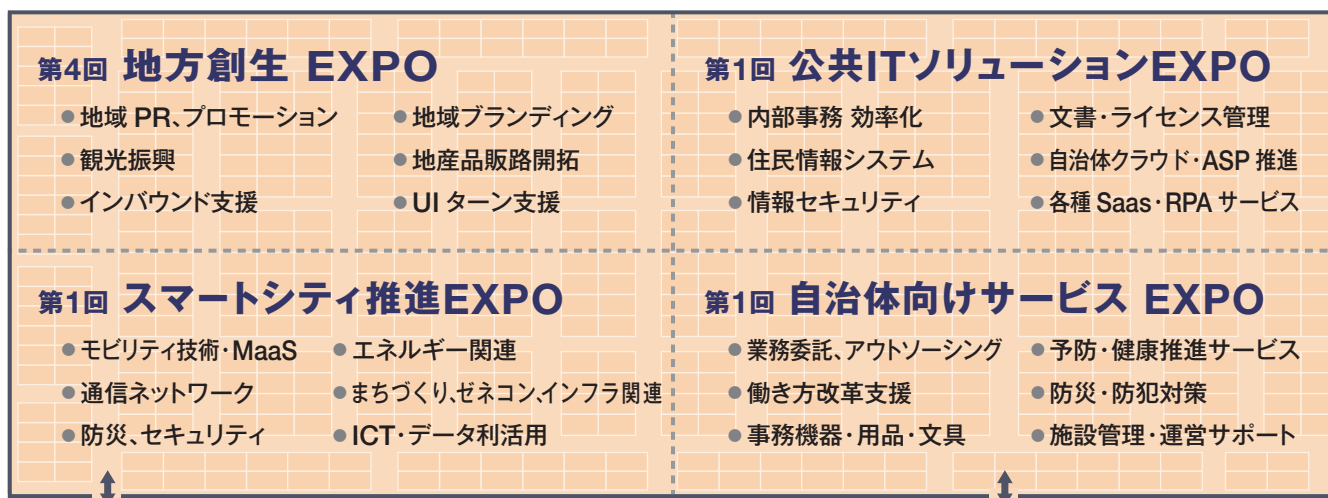 第4回 地方創生 EXPO
●地域 PR、プロモーション
●観光振興
●インバウンド支援
●地域ブランディング
●地産品販路開拓
●UI ターン支援
第1回 公共ITソリューションEXPO
●内部事務 効率化
●住民情報システム
●情報セキュリティ
●文書・ライセンス管理
●自治体クラウド・ASP 推進
●各種 Saas・RPA サービス
第1回 スマートシティ推進EXPO
●モビリティ技術・MaaS
●通信ネットワーク
●防災、セキュリティ
●エネルギー関連
●まちづくり、ゼネコン、インフラ関連
●ICT・データ利活用
第1回 自治体向けサービス EXPO
●業務委託、アウトソーシング
●働き方改革支援
●事務機器・用品・文具
●予防・健康推進サービス
●防災・防犯対策
●施設管理・運営サポート